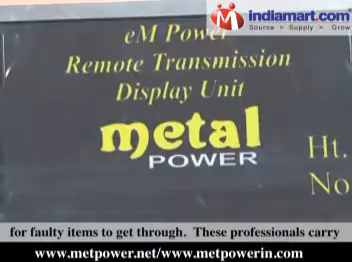 indiamart.com
Source ~ Supply ~ Grow
eM Power
Remote Transmission
Display Unit
metal
POWER
Ht.
No
for faulty items to get through. These professionals carry
www.metpower.net/www.metpowerin.com